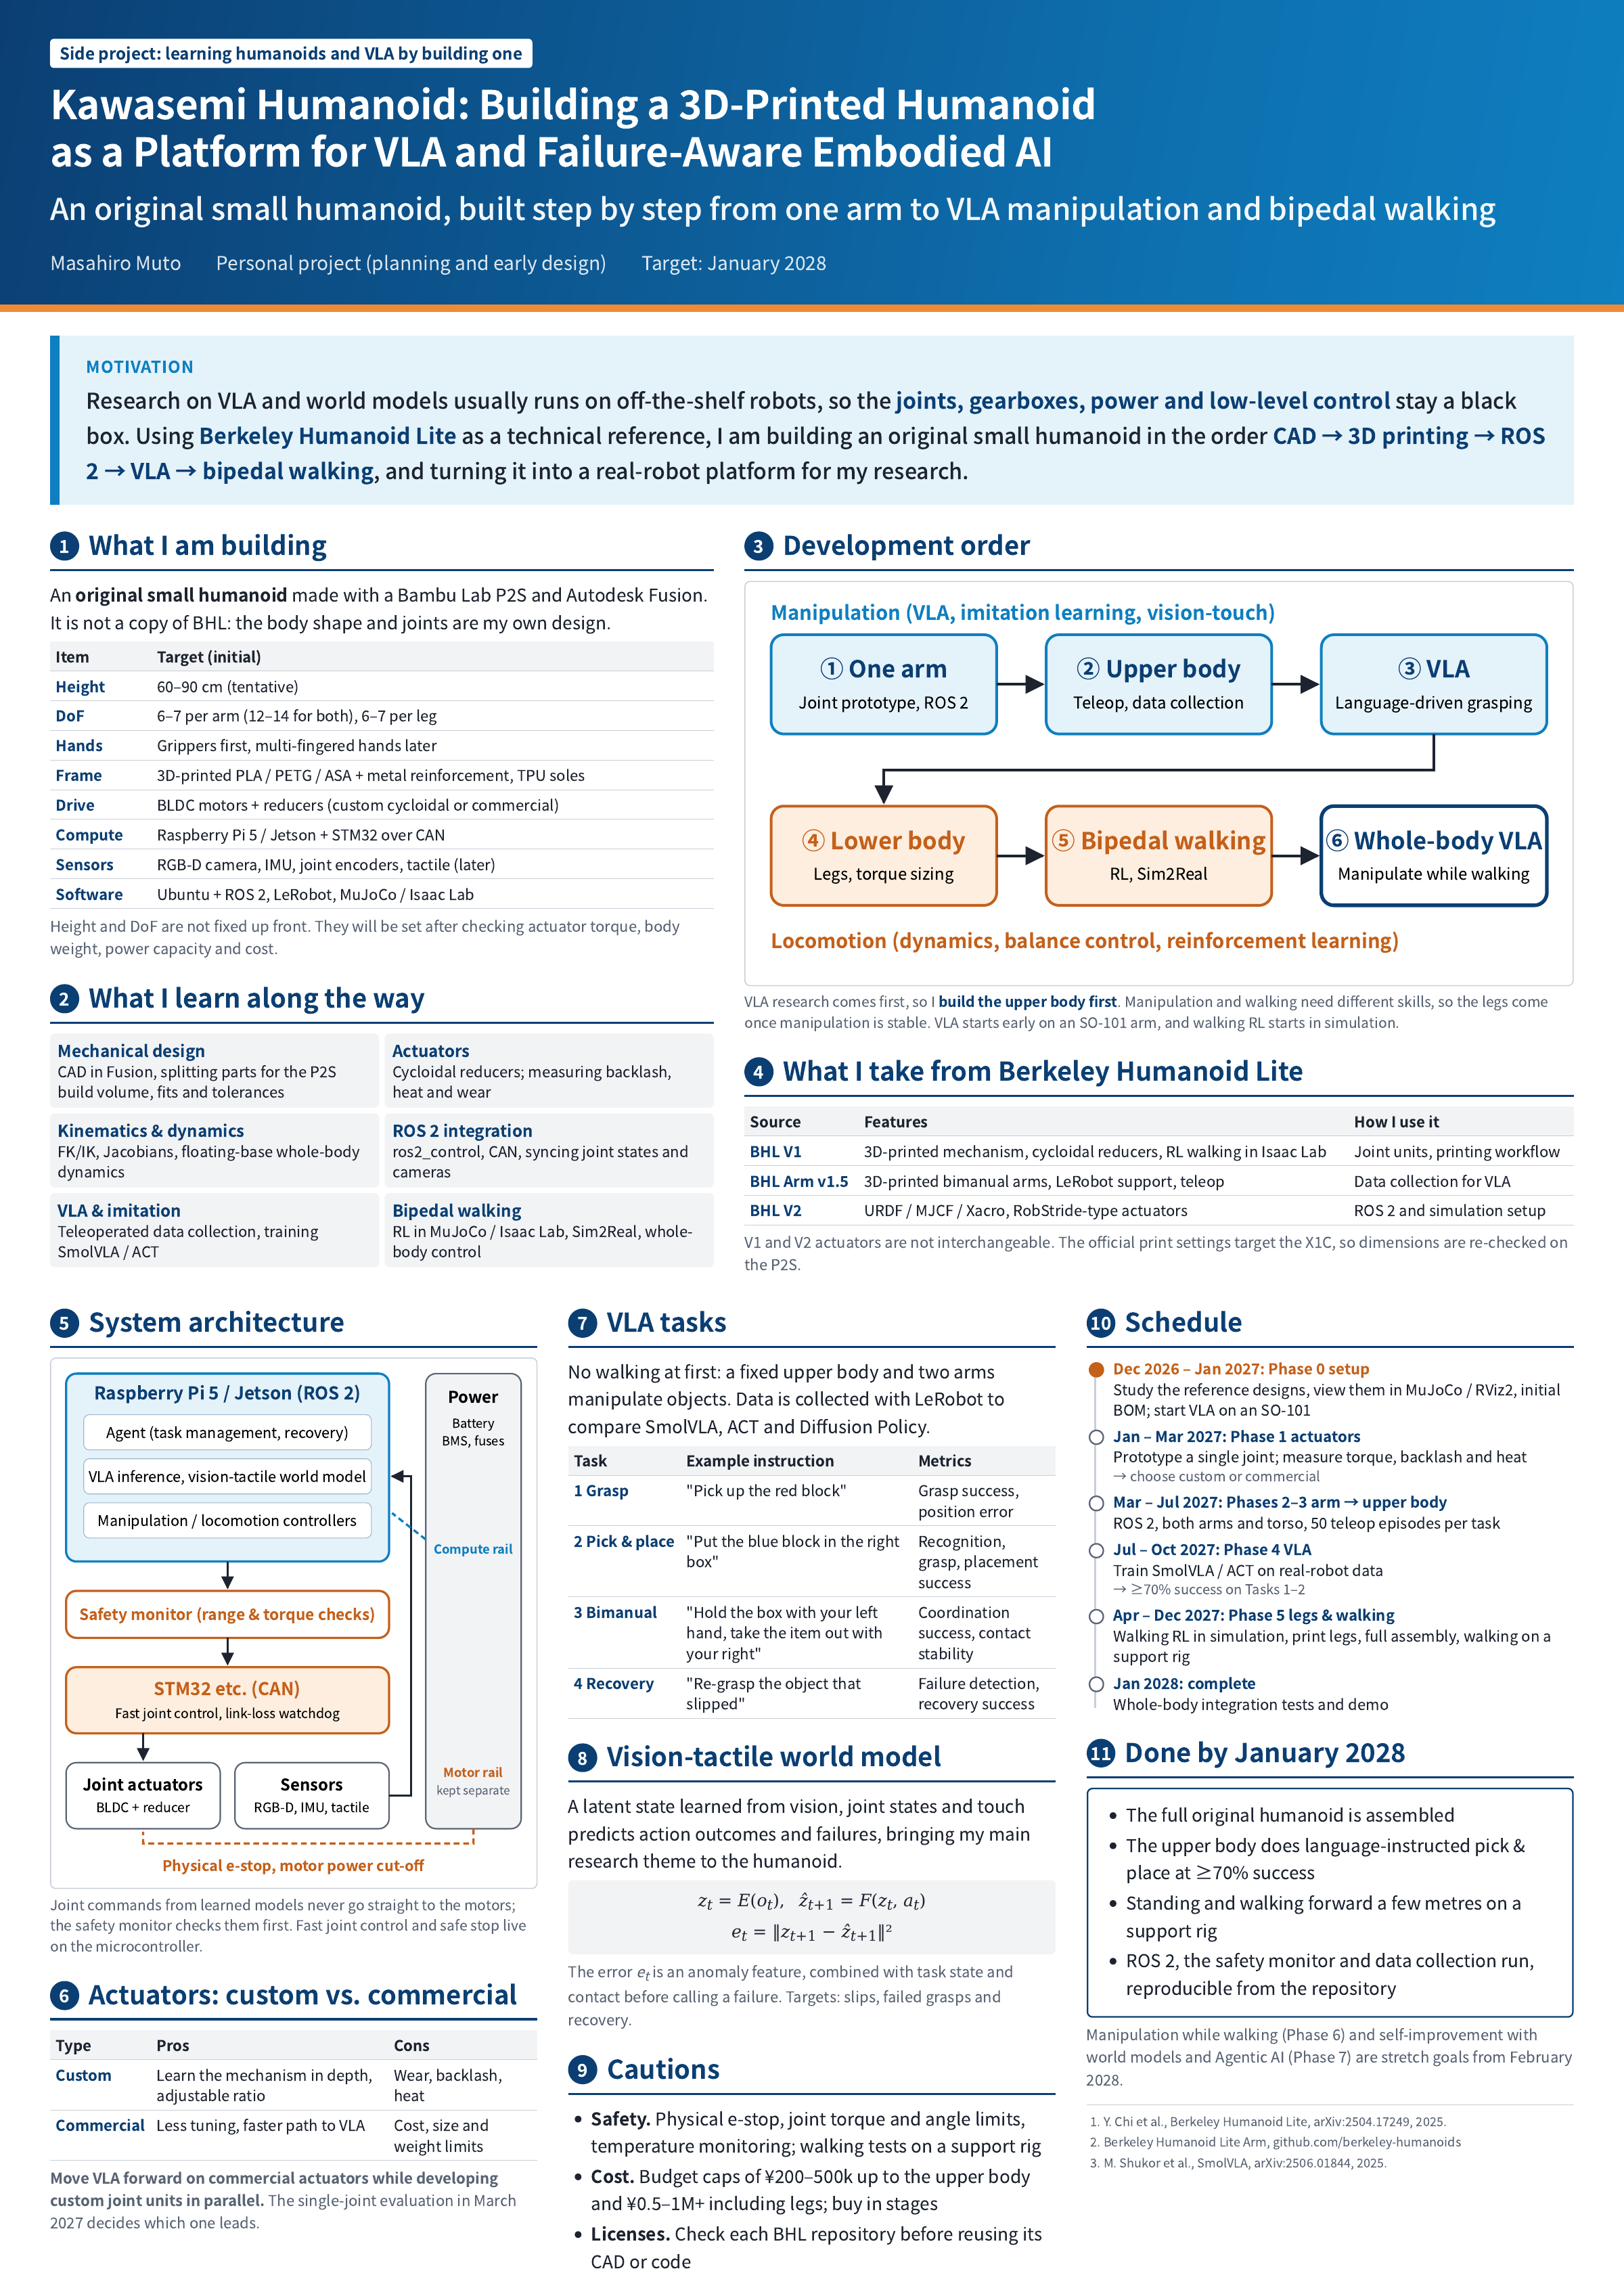 Side project: learning humanoids and VLA by building one
Kawasemi Humanoid: Building a 3D-Printed Humanoid
as a Platform for VLA and Failure-Aware Embodied AI
An original small humanoid, built step by step from one arm to VLA manipulation and bipedal walking
Masahiro Muto Personal project (planning and early design) Target: January 2028
MOTIVATION
Research on VLA and world models usually runs on off-the-shelf robots, so the joints, gearboxes, power and low-level control stay a black
box. Using Berkeley Humanoid Lite as a technical reference, I am building an original small humanoid in the order CAD → 3D printing → ROS
2 → VLA → bipedal walking, and turning it into a real-robot platform for my research.
1 What I am building
An original small humanoid made with a Bambu Lab P2S and Autodesk Fusion.
It is not a copy of BHL: the body shape and joints are my own design.
Item Target (initial)
Height 60–90 cm (tentative)
DoF 6–7 per arm (12–14 for both), 6–7 per leg
Hands Grippers first, multi-fingered hands later
Frame 3D-printed PLA / PETG / ASA + metal reinforcement, TPU soles
Drive BLDC motors + reducers (custom cycloidal or commercial)
Compute Raspberry Pi 5 / Jetson + STM32 over CAN
Sensors RGB-D camera, IMU, joint encoders, tactile (later)
Software Ubuntu + ROS 2, LeRobot, MuJoCo / Isaac Lab
Height and DoF are not fixed up front. They will be set after checking actuator torque, body
weight, power capacity and cost.
2 What I learn along the way
Mechanical design
CAD in Fusion, splitting parts for the P2S
build volume, fits and tolerances
Actuators
Cycloidal reducers; measuring backlash,
heat and wear
Kinematics & dynamics
FK/IK, Jacobians, floating-base whole-body
dynamics
ROS 2 integration
ros2_control, CAN, syncing joint states and
cameras
VLA & imitation
Teleoperated data collection, training
SmolVLA / ACT
Bipedal walking
RL in MuJoCo / Isaac Lab, Sim2Real, whole-
body control
3 Development order
Manipulation (VLA, imitation learning, vision-touch)
① One arm
Joint prototype, ROS 2
② Upper body
Teleop, data collection
③ VLA
Language-driven grasping
④ Lower body
Legs, torque sizing
⑤ Bipedal walking
RL, Sim2Real
⑥ Whole-body VLA
Manipulate while walking
Locomotion (dynamics, balance control, reinforcement learning)
VLA research comes first, so I build the upper body first. Manipulation and walking need different skills, so the legs come
once manipulation is stable. VLA starts early on an SO-101 arm, and walking RL starts in simulation.
4 What I take from Berkeley Humanoid Lite
Source Features How I use it
BHL V1 3D-printed mechanism, cycloidal reducers, RL walking in Isaac Lab Joint units, printing workflow
BHL Arm v1.5 3D-printed bimanual arms, LeRobot support, teleop Data collection for VLA
BHL V2 URDF / MJCF / Xacro, RobStride-type actuators ROS 2 and simulation setup
V1 and V2 actuators are not interchangeable. The official print settings target the X1C, so dimensions are re-checked on
the P2S.
5 System architecture
Raspberry Pi 5 / Jetson (ROS 2)
Agent (task management, recovery)
VLA inference, vision-tactile world model
Manipulation / locomotion controllers
Power
Battery
BMS, fuses
Compute rail
Safety monitor (range & torque checks)
STM32 etc. (CAN)
Fast joint control, link-loss watchdog
Joint actuators
BLDC + reducer
Sensors
RGB-D, IMU, tactile
Motor rail
kept separate
Physical e-stop, motor power cut-off
Joint commands from learned models never go straight to the motors;
the safety monitor checks them first. Fast joint control and safe stop live
on the microcontroller.
6 Actuators: custom vs. commercial
Type Pros Cons
Custom Learn the mechanism in depth, adjustable ratio Wear, backlash, heat
Commercial Less tuning, faster path to VLA Cost, size and weight limits
Move VLA forward on commercial actuators while developing
custom joint units in parallel. The single-joint evaluation in March
2027 decides which one leads.
7 VLA tasks
No walking at first: a fixed upper body and two arms
manipulate objects. Data is collected with LeRobot to
compare SmolVLA, ACT and Diffusion Policy.
Task Example instruction Metrics
1 Grasp "Pick up the red block" Grasp success, position error
2 Pick & place "Put the blue block in the right box" Recognition, grasp, placement success
3 Bimanual "Hold the box with your left hand, take the item out with your right" Coordination success, contact stability
4 Recovery "Re-grasp the object that slipped" Failure detection, recovery success
8 Vision-tactile world model
A latent state learned from vision, joint states and touch
predicts action outcomes and failures, bringing my main
research theme to the humanoid.
z_t = E(o_t), ẑ_{t+1} = F(z_t, a_t)
e_t = ‖z_{t+1} − ẑ_{t+1}‖²
The error e_t is an anomaly feature, combined with task state and
contact before calling a failure. Targets: slips, failed grasps and
recovery.
9 Cautions
• Safety. Physical e-stop, joint torque and angle limits,
temperature monitoring; walking tests on a support rig
• Cost. Budget caps of ¥200–500k up to the upper body
and ¥0.5–1M+ including legs; buy in stages
• Licenses. Check each BHL repository before reusing its
CAD or code
10 Schedule
Dec 2026 – Jan 2027: Phase 0 setup
Study the reference designs, view them in MuJoCo / RViz2, initial
BOM; start VLA on an SO-101
Jan – Mar 2027: Phase 1 actuators
Prototype a single joint; measure torque, backlash and heat
→ choose custom or commercial
Mar – Jul 2027: Phases 2–3 arm → upper body
ROS 2, both arms and torso, 50 teleop episodes per task
Jul – Oct 2027: Phase 4 VLA
Train SmolVLA / ACT on real-robot data
→ ≥70% success on Tasks 1–2
Apr – Dec 2027: Phase 5 legs & walking
Walking RL in simulation, print legs, full assembly, walking on a
support rig
Jan 2028: complete
Whole-body integration tests and demo
11 Done by January 2028
• The full original humanoid is assembled
• The upper body does language-instructed pick &
place at ≥70% success
• Standing and walking forward a few metres on a
support rig
• ROS 2, the safety monitor and data collection run,
reproducible from the repository
Manipulation while walking (Phase 6) and self-improvement with
world models and Agentic AI (Phase 7) are stretch goals from February
2028.
1. Y. Chi et al., Berkeley Humanoid Lite, arXiv:2504.17249, 2025.
2. Berkeley Humanoid Lite Arm, github.com/berkeley-humanoids
3. M. Shukor et al., SmolVLA, arXiv:2506.01844, 2025.